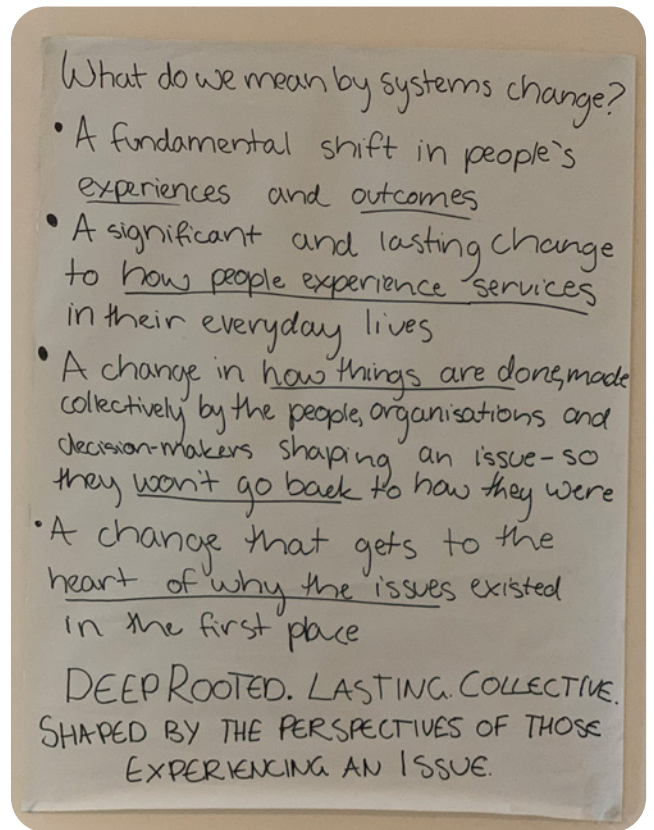 What do we mean by systems change?
• A fundamental shift in people's
experiences and outcomes
• A significant and lasting change
to how people experience services
in their everyday lives
• A change in how things are done, made
collectively by the people, organisations and
decision-makers shaping an issue - so
they won't go back to how they were
• A change that gets to the
heart of why the issues existed
in the first place
DEEP ROOTED. LASTING. COLLECTIVE.
SHAPED BY THE PERSPECTIVES OF THOSE
EXPERIENCING AN ISSUE.